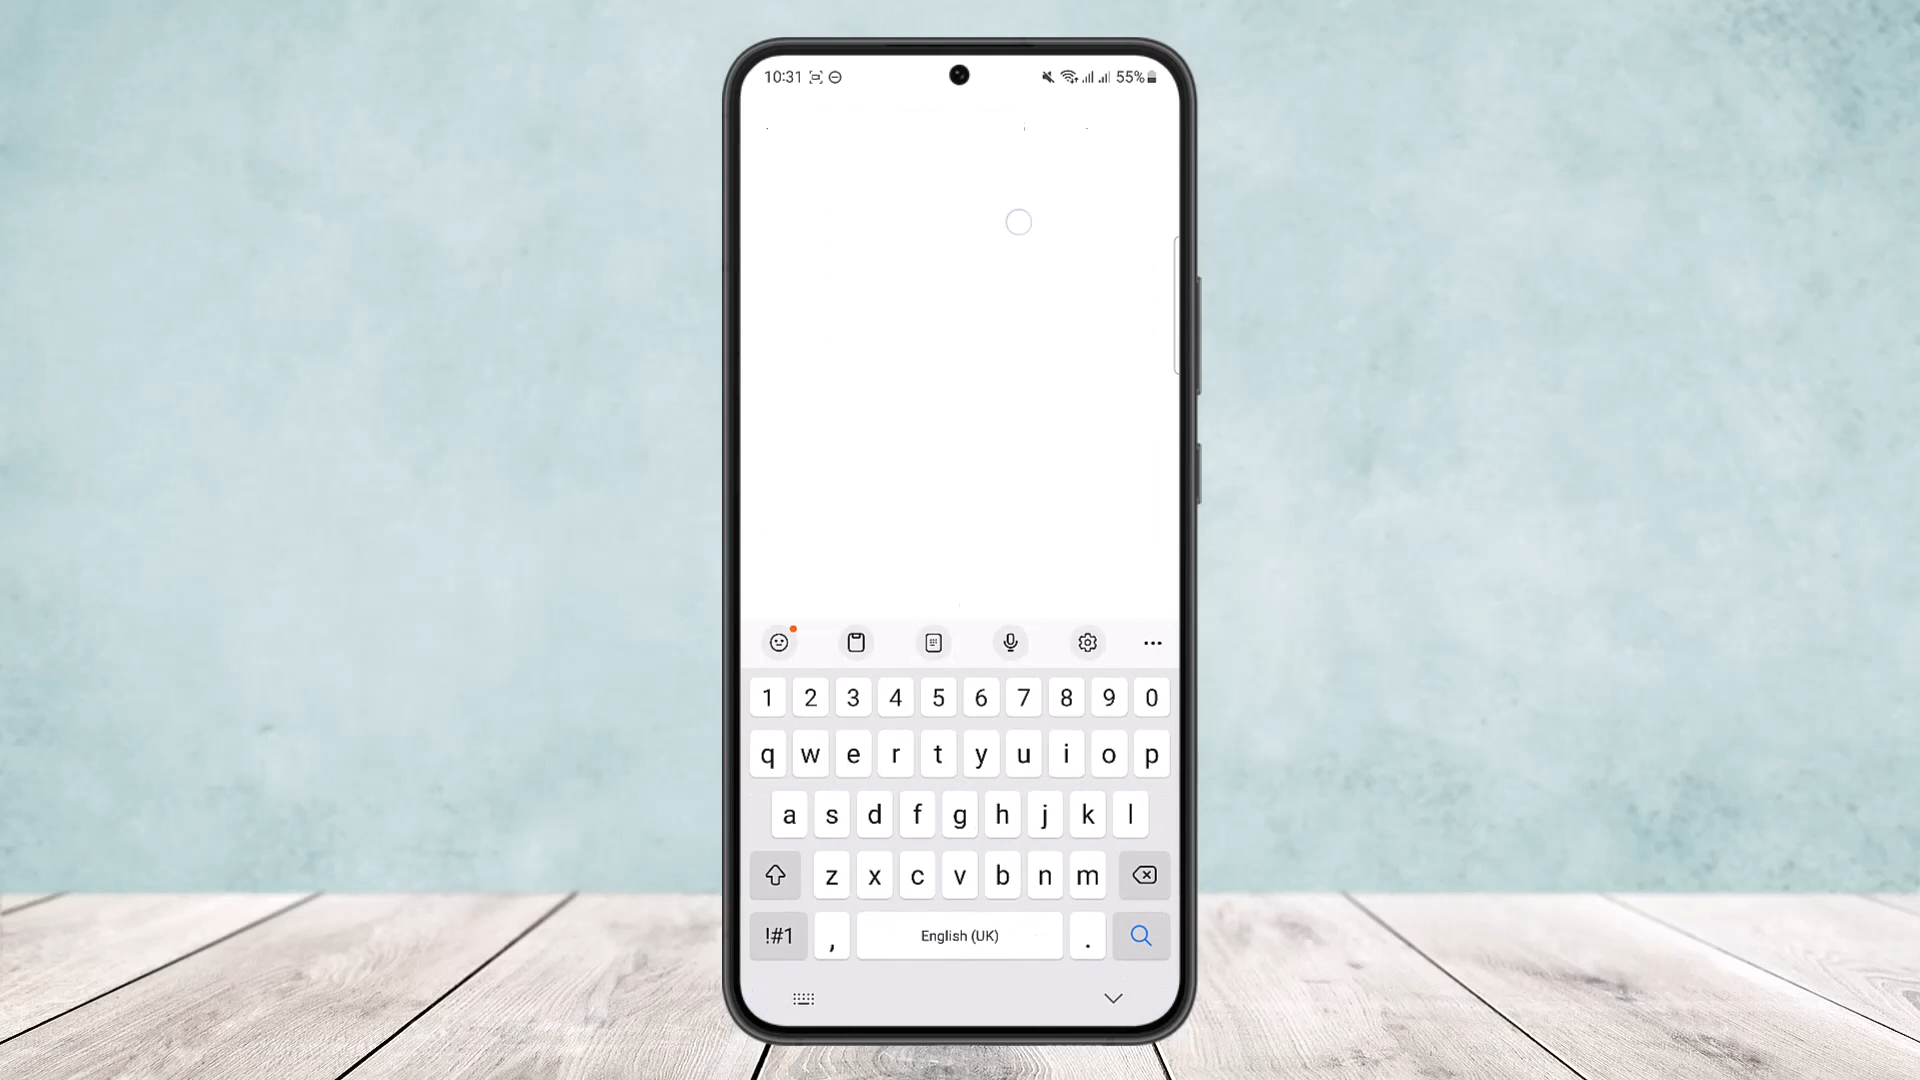 10:31 55%
1 2 3 4 5 6 7 8 9 0
q w e r t y u i o p
a s d f g h j k l
z x c v b n m
!#1 , English (UK) .